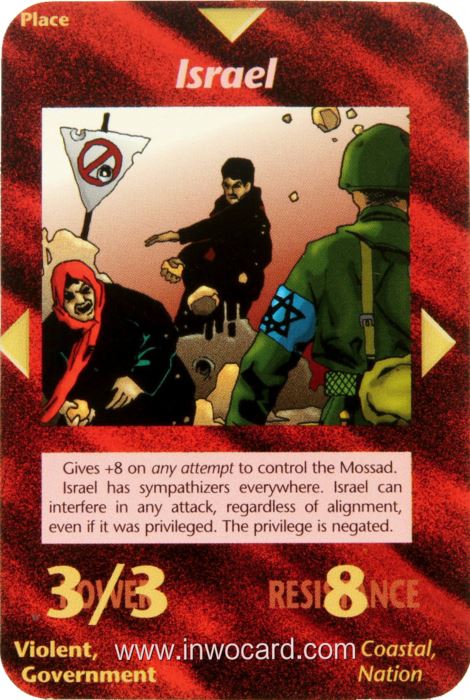 Place
Israel
Gives +8 on any attempt to control the Mossad.
Israel has sympathizers everywhere. Israel can
interfere in any attack, regardless of alignment,
even if it was privileged. The privilege is negated.
3/3 POWER
8 RESISTANCE
Violent,
Government
www.inwocard.com
Coastal,
Nation